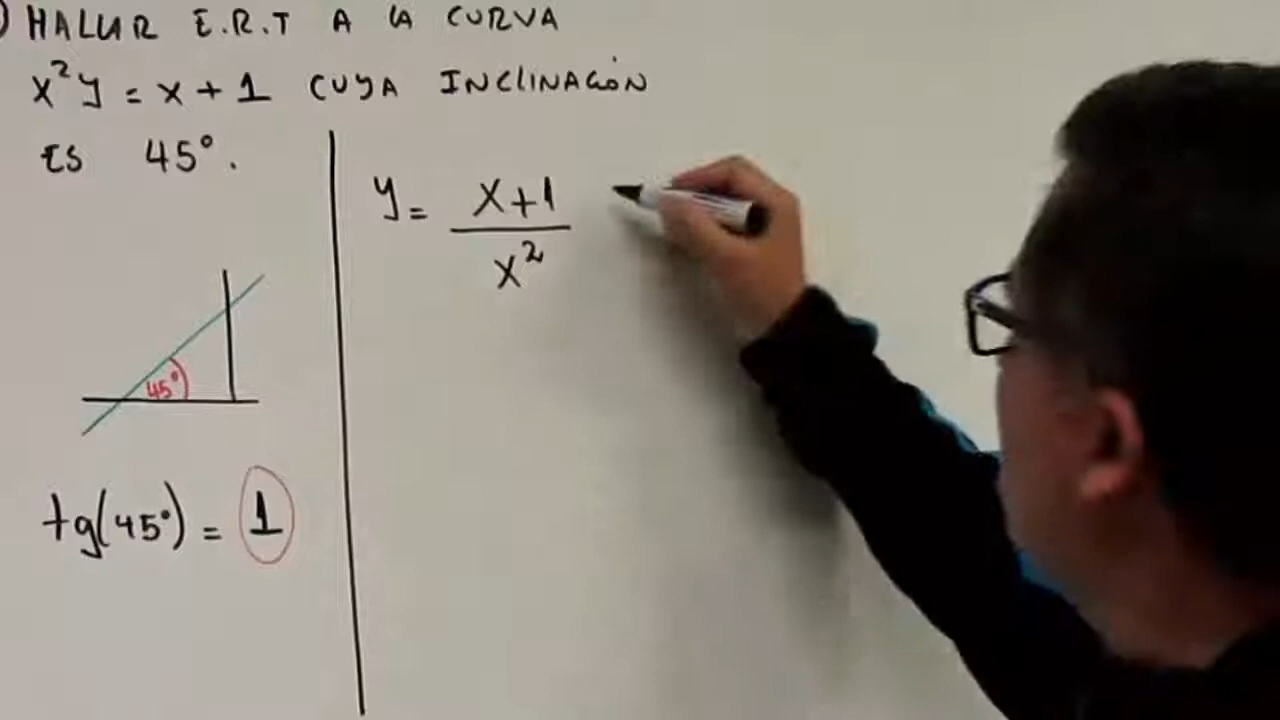 ) HALLAR E.R.T A LA CURVA
x²y = x + 1 CUYA INCLINACIÓN
ES 45°.
y = x+1
x²
45°
tg(45°) = 1